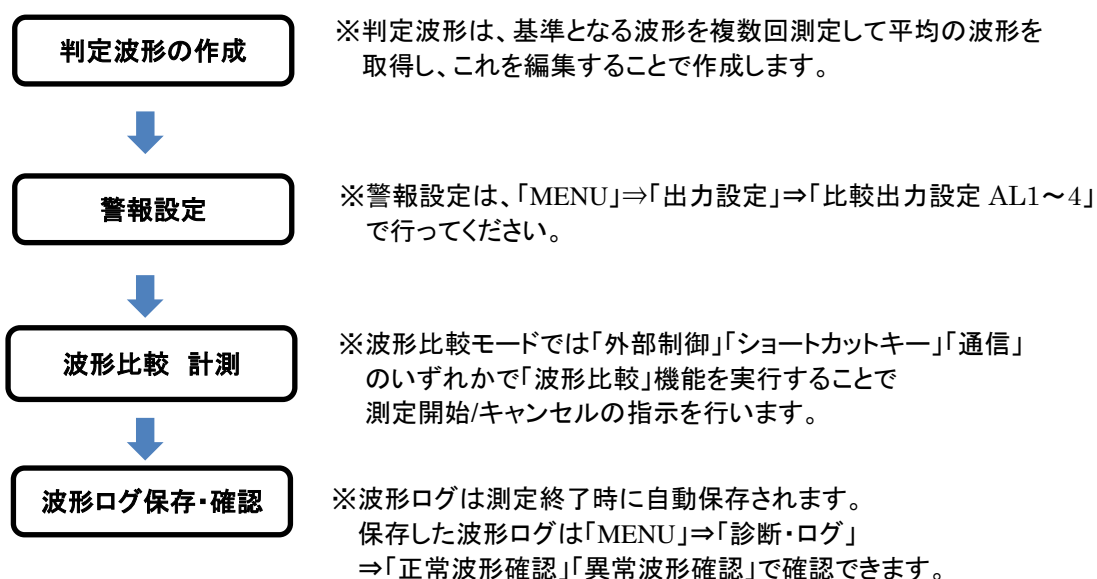 判定波形の作成
※判定波形は、基準となる波形を複数回測定して平均の波形を
取得し、これを編集することで作成します。
警報設定
※警報設定は、「MENU」⇒「出力設定」⇒「比較出力設定 AL1～4」
で行ってください。
波形比較 計測
※波形比較モードでは「外部制御」「ショートカットキー」「通信」
のいずれかで「波形比較」機能を実行することで
測定開始/キャンセルの指示を行います。
波形ログ保存・確認
※波形ログは測定終了時に自動保存されます。
保存した波形ログは「MENU」⇒「診断・ログ」
⇒「正常波形確認」「異常波形確認」で確認できます。